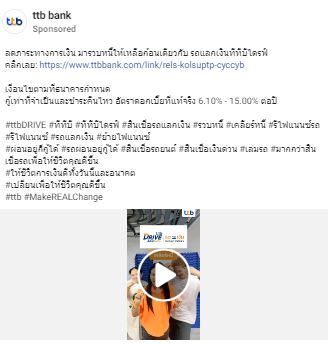 ttb bank
Sponsored
ลดภาระทางการเงิน มารวบหนี้ให้เหลือก้อนเดียวกับ รถแลกเงินทีทีบีไดรฟ์
คลิกเลย: https://www.ttbbank.com/link/rels-kolsuptp-cyccyb
เงื่อนไขตามที่ธนาคารกำหนด
กู้เท่าที่จำเป็นและชำระคืนไหว อัตราดอกเบี้ยที่แท้จริง 6.10% - 15.00% ต่อปี
#ttbDRIVE #ทีทีบี #ทีทีบีไดรฟ์ #สินเชื่อรถแลกเงิน #รวบหนี้ #เคลียร์หนี้ #รีไฟแนนซ์รถ
#รีไฟแนนซ์ #รถแลกเงิน #ย้ายไฟแนนซ์
#ผ่อนอยู่ก็กู้ได้ #รถผ่อนอยู่ก็กู้ได้ #สินเชื่อรถยนต์ #สินเชื่อเงินด่วน #เล่มรถ #มากกว่าสิน
เชื่อรถเพื่อให้ชีวิตคุณดีขึ้น
#ให้ชีวิตการเงินดีทั้งวันนี้และอนาคต
#เปลี่ยนเพื่อให้ชีวิตคุณดีขึ้น
#ttb #MakeREALChange
ttb
DRIVE